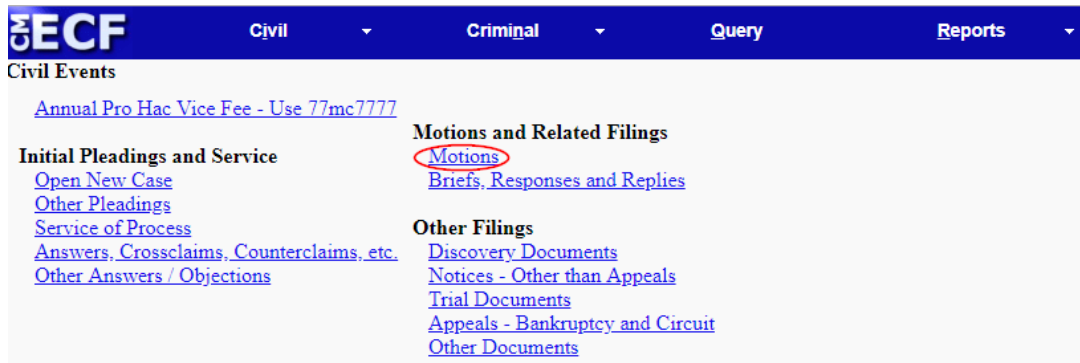 CM ECF Civil Criminal Query Reports
Civil Events
Annual Pro Hac Vice Fee - Use 77mc7777
Initial Pleadings and Service
Open New Case
Other Pleadings
Service of Process
Answers, Crossclaims, Counterclaims, etc.
Other Answers / Objections
Motions and Related Filings
Motions
Briefs, Responses and Replies
Other Filings
Discovery Documents
Notices - Other than Appeals
Trial Documents
Appeals - Bankruptcy and Circuit
Other Documents